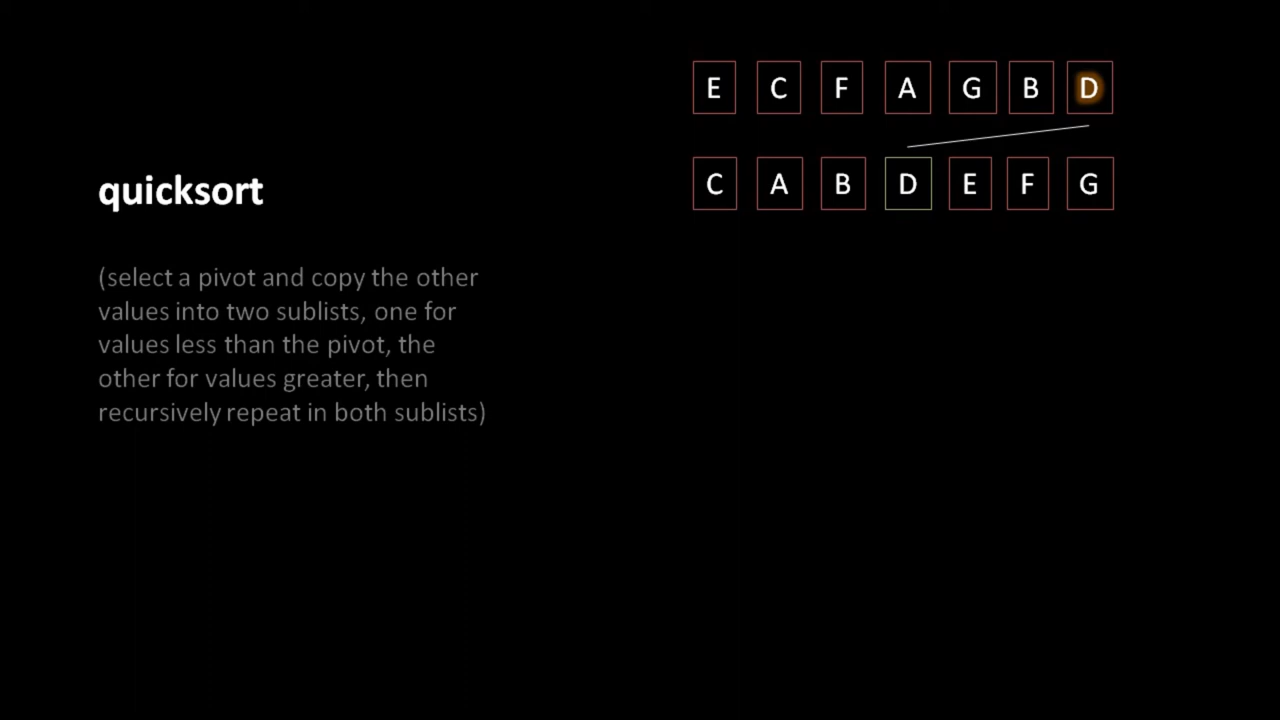 E C F A G B D
C A B D E F G
quicksort
(select a pivot and copy the other
values into two sublists, one for
values less than the pivot, the
other for values greater, then
recursively repeat in both sublists)